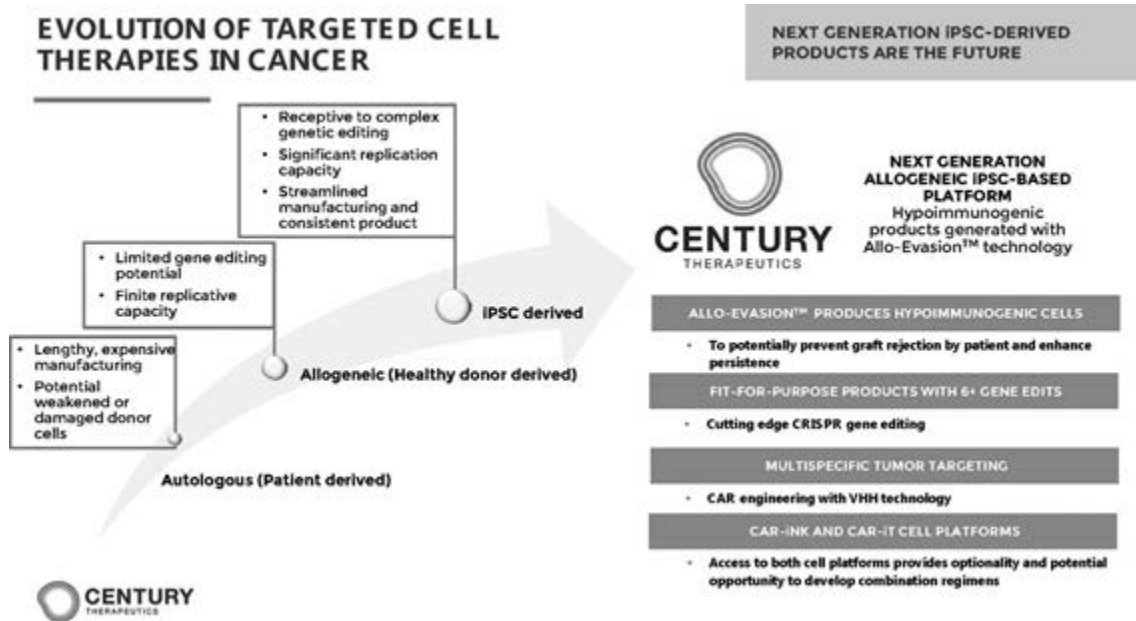 EVOLUTION OF TARGETED CELL
THERAPIES IN CANCER
NEXT GENERATION iPSC-DERIVED
PRODUCTS ARE THE FUTURE
• Receptive to complex
genetic editing
• Significant replication
capacity
• Streamlined
manufacturing and
consistent product
• Limited gene editing
potential
• Finite replicative
capacity
• Lengthy, expensive
manufacturing
• Potential
weakened or
damaged donor
cells
iPSC derived
Allogeneic (Healthy donor derived)
Autologous (Patient derived)
CENTURY
THERAPEUTICS
NEXT GENERATION
ALLOGENEIC iPSC-BASED
PLATFORM
Hypoimmunogenic
products generated with
Allo-Evasion™ technology
ALLO-EVASION™ PRODUCES HYPOIMMUNOGENIC CELLS
• To potentially prevent graft rejection by patient and enhance
persistence
FIT-FOR-PURPOSE PRODUCTS WITH 6+ GENE EDITS
• Cutting edge CRISPR gene editing
MULTISPECIFIC TUMOR TARGETING
• CAR engineering with VHH technology
CAR-iNK AND CAR-iT CELL PLATFORMS
• Access to both cell platforms provides optionality and potential
opportunity to develop combination regimens
CENTURY
THERAPEUTICS